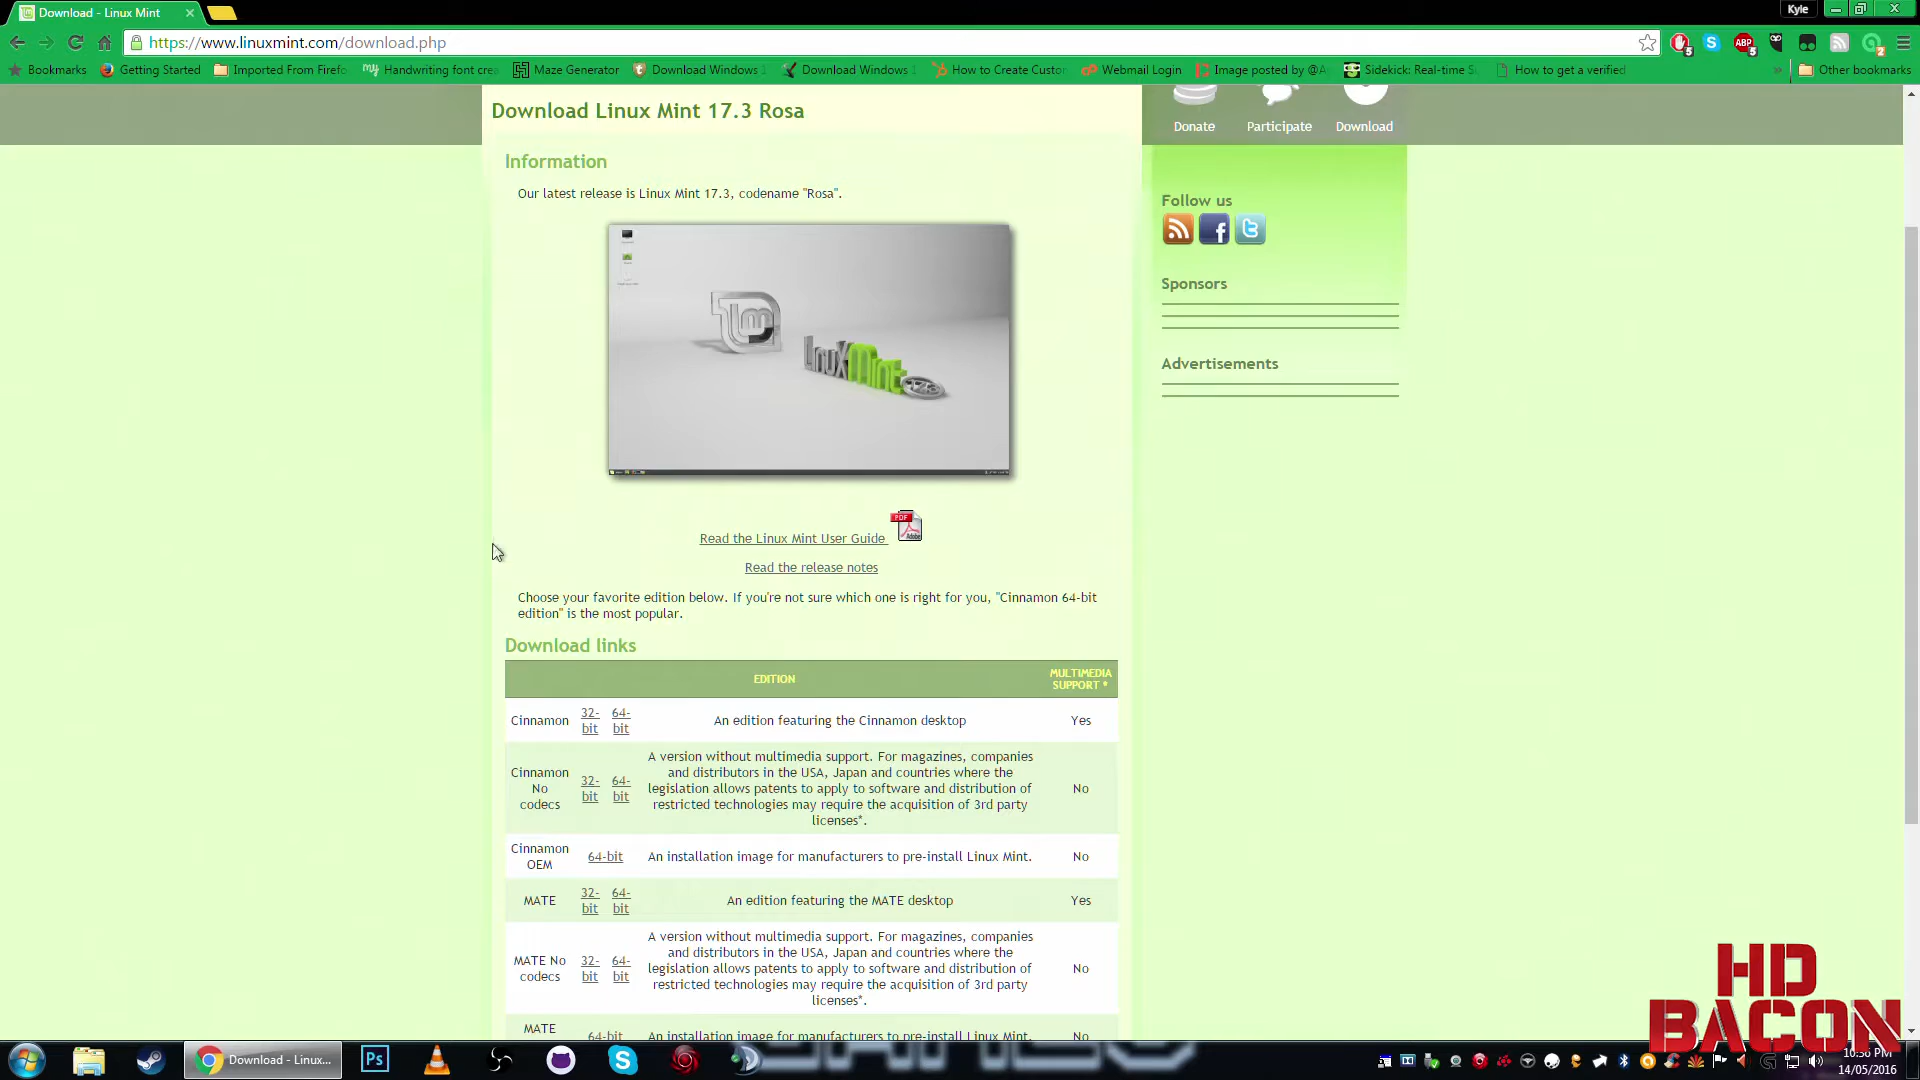 Download - Linux Mint
Kyle
https://www.linuxmint.com/download.php
Bookmarks
Getting Started
Imported From Firefo
Handwriting font crea
Maze Generator
Download Windows
Download Windows
How to Create Custor
Webmail Login
Image posted by @A
Sidekick: Real-time Su
How to get a verified
Other bookmarks
Download Linux Mint 17.3 Rosa
Donate
Participate
Download
Information
Our latest release is Linux Mint 17.3, codename "Rosa".
LinuxMint
17.3
Read the Linux Mint User Guide
PDF
Adobe
Read the release notes
Choose your favorite edition below. If you're not sure which one is right for you, "Cinnamon 64-bit
edition" is the most popular.
Download links
EDITION
MULTIMEDIA
SUPPORT *
Cinnamon 32-bit 64-bit An edition featuring the Cinnamon desktop Yes
Cinnamon No codecs 32-bit 64-bit
A version without multimedia support. For magazines, companies
and distributors in the USA, Japan and countries where the
legislation allows patents to apply to software and distribution of
restricted technologies may require the acquisition of 3rd party
licenses*.
No
Cinnamon OEM 64-bit An installation image for manufacturers to pre-install Linux Mint. No
MATE 32-bit 64-bit An edition featuring the MATE desktop Yes
MATE No codecs 32-bit 64-bit
A version without multimedia support. For magazines, companies
and distributors in the USA, Japan and countries where the
legislation allows patents to apply to software and distribution of
restricted technologies may require the acquisition of 3rd party
licenses*.
No
MATE 64-bit An installation image for manufacturers to pre-install Linux Mint. No
Follow us
Sponsors
Advertisements
HD
BACON
Download - Linux...
Ps
10:56 PM
14/05/2016